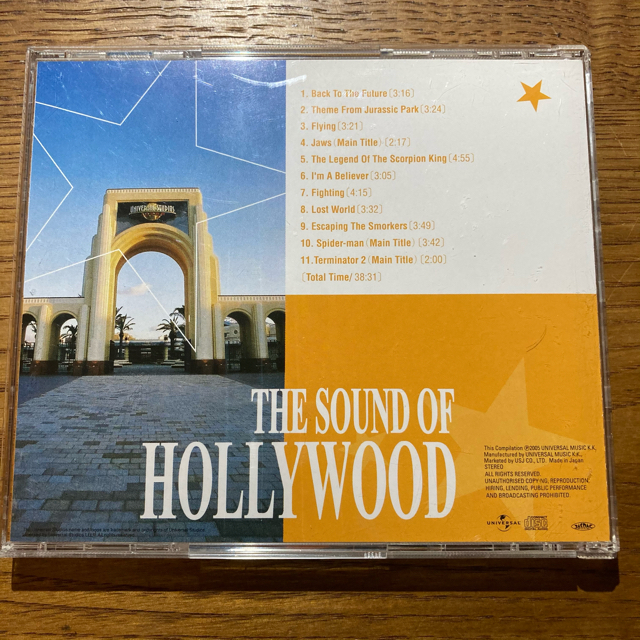 1. Back To The Future〔3:16〕
2. Theme From Jurassic Park〔3:24〕
3. Flying〔3:21〕
4. Jaws（Main Title）〔2:17〕
5. The Legend Of The Scorpion King〔4:55〕
6. I'm A Believer〔3:05〕
7. Fighting〔4:15〕
8. Lost World〔3:32〕
9. Escaping The Smorkers〔3:49〕
10. Spider-man（Main Title）〔3:42〕
11.Terminator 2（Main Title）〔2:00〕
〔Total Time/ 38:31〕
THE SOUND OF
HOLLYWOOD
This Compilation ℗2005 UNIVERSAL MUSIC K.K.
Manufactured by UNIVERSAL MUSIC K.K.,
Marketed by USJ CO., LTD. Made in Japan
STEREO
ALL RIGHTS RESERVED.
UNAUTHORISED COPYING, REPRODUCTION,
HIRING, LENDING, PUBLIC PERFORMANCE
AND BROADCASTING PROHIBITED.
UNIVERSAL